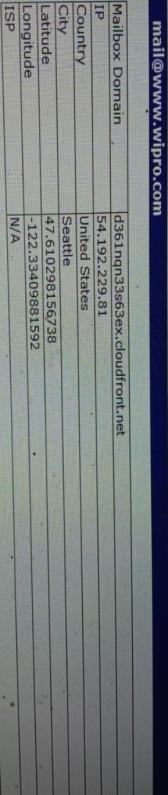 mail@www.wipro.com
Mailbox Domain d361nqn33s63ex.cloudfront.net
IP 54.192.229.81
Country United States
City Seattle
Latitude 47.610298156738
Longitude -122.33409881592
ISP N/A